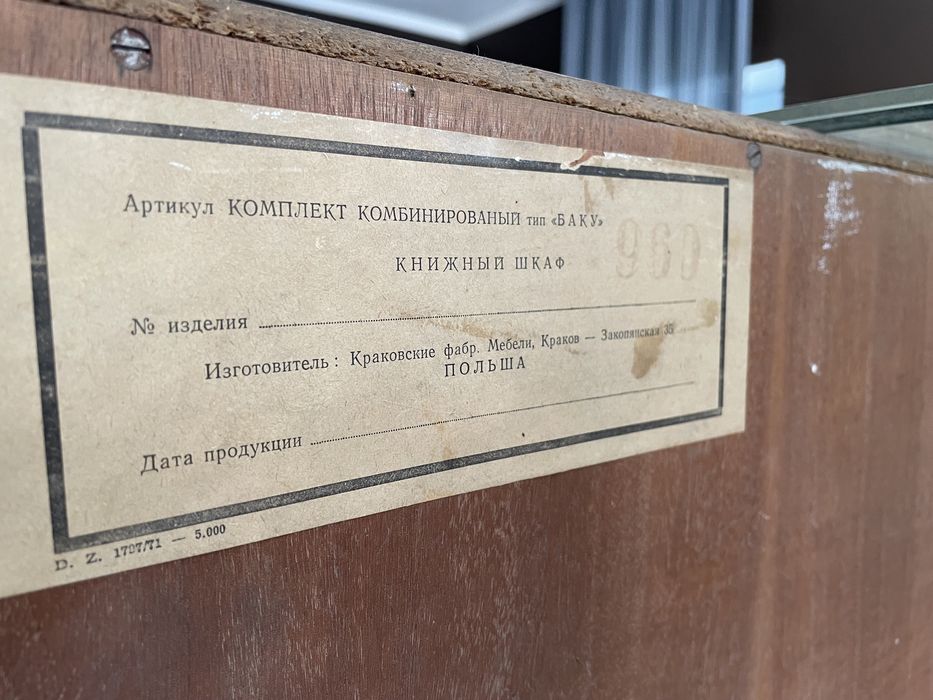 Артикул КОМПЛЕКТ КОМБИНИРОВАНЫЙ тип «БАКУ»
КНИЖНЫЙ ШКАФ
960
№ изделия
Изготовитель: Краковские фабр. Мебели, Краков — Закопянская 35
ПОЛЬША
Дата продукции
D. Z. 1797/71 — 5.000